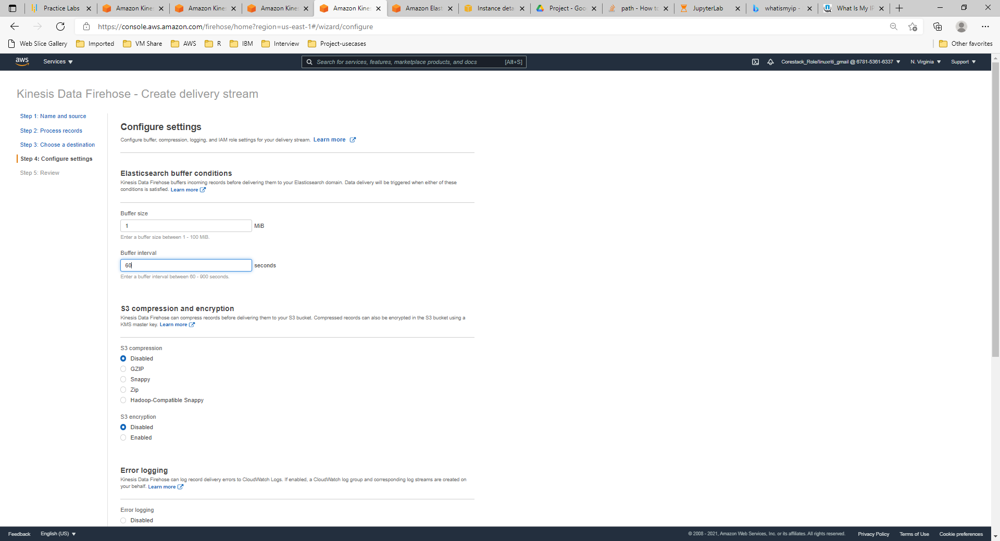 Practice Labs
Amazon Kine
Amazon Kine
Amazon Kine
Amazon Kine
Amazon Elast
Instance deta
Project - Goo
path - How to
JupyterLab
whatismyip -
What Is My IP
https://console.aws.amazon.com/firehose/home?region=us-east-1#/wizard/configure
Web Slice Gallery
Imported
VM Share
AWS
R
IBM
Interview
Project-usecases
Other favorites
aws
Services
Search for services, features, marketplace products, and docs
[Alt+S]
Corestack_Role/linuxriti_gmail @ 6781-5361-6337
N. Virginia
Support
Kinesis Data Firehose - Create delivery stream
Step 1: Name and source
Step 2: Process records
Step 3: Choose a destination
Step 4: Configure settings
Step 5: Review
Configure settings
Configure buffer, compression, logging, and IAM role settings for your delivery stream. Learn more
Elasticsearch buffer conditions
Kinesis Data Firehose buffers incoming records before delivering them to your Elasticsearch domain. Data delivery will be triggered when either of these
conditions is satisfied. Learn more
Buffer size
1 MiB
Enter a buffer size between 1 - 100 MiB.
Buffer interval
60 seconds
Enter a buffer interval between 60 - 900 seconds.
S3 compression and encryption
Kinesis Data Firehose can compress records before delivering them to your S3 bucket. Compressed records can also be encrypted in the S3 bucket using a
KMS master key. Learn more
S3 compression
Disabled
GZIP
Snappy
Zip
Hadoop-Compatible Snappy
S3 encryption
Disabled
Enabled
Error logging
Kinesis Data Firehose can log record delivery errors to CloudWatch Logs. If enabled, a CloudWatch log group and corresponding log streams are created on
your behalf. Learn more
Error logging
Disabled
Feedback
English (US)
© 2008 - 2021, Amazon Web Services, Inc. or its affiliates. All rights reserved.
Privacy Policy
Terms of Use
Cookie preferences